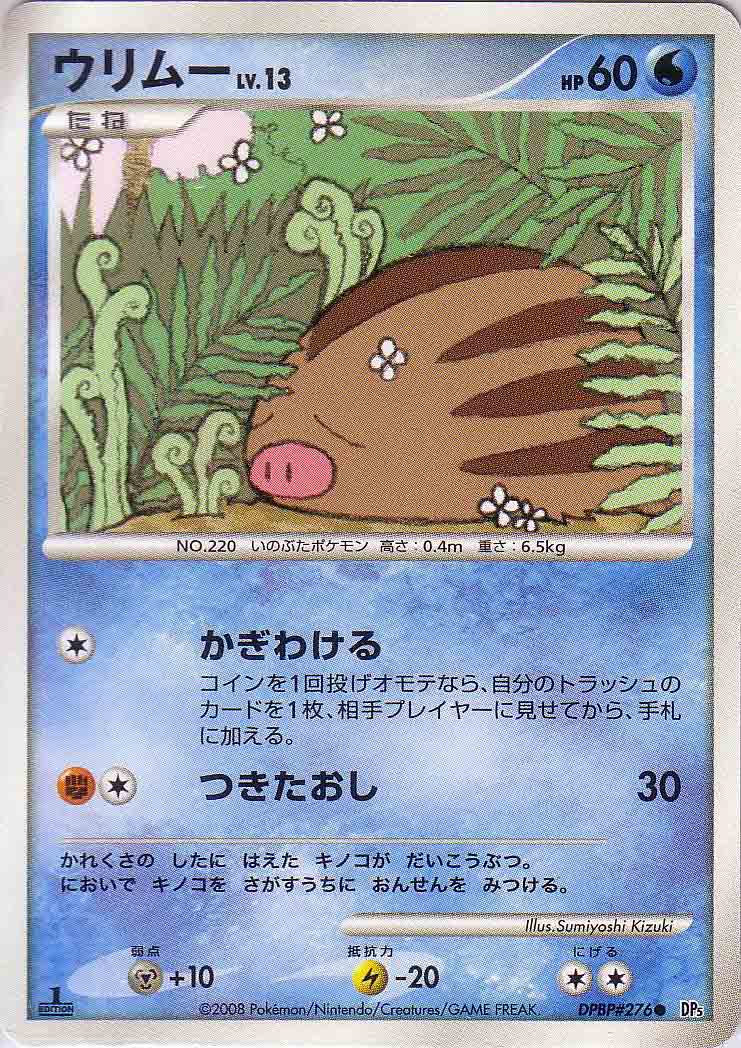 ウリムー LV.13 HP60
たね
NO.220 いのぶたポケモン 高さ:0.4m 重さ:6.5kg
かぎわける
コインを1回投げオモテなら、自分のトラッシュの
カードを1枚、相手プレイヤーに見せてから、手札
に加える。
つきたおし 30
かれくさの したに はえた キノコが だいこうぶつ。
においで キノコを さがすうちに おんせんを みつける。
Illus.Sumiyoshi Kizuki
弱点 抵抗力 にげる
+10 -20
1 EDITION
©2008 Pokémon/Nintendo/Creatures/GAME FREAK. DPBP#276● DP5